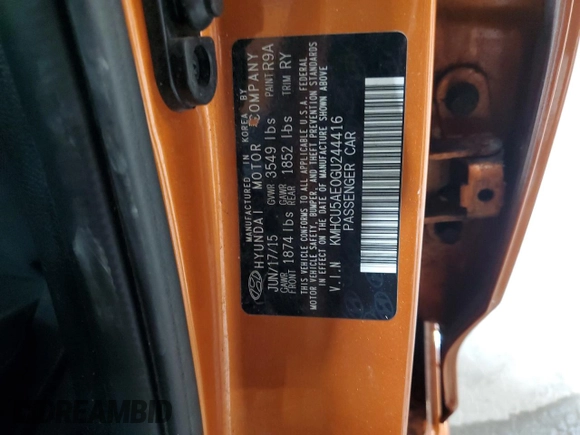 MANUFACTURED IN KOREA BY
HYUNDAI MOTOR COMPANY
JUN/17/15 GVWR 3549 lbs PAINT R9A
GAWR FRONT 1874 lbs GAWR REAR 1852 lbs TRIM RY
THIS VEHICLE CONFORMS TO ALL APPLICABLE U.S.A. FEDERAL
MOTOR VEHICLE SAFETY, BUMPER, AND THEFT PREVENTION STANDARDS
IN EFFECT ON THE DATE OF MANUFACTURE SHOWN ABOVE
V.I.N KMHCU5AE0GU244416
PASSENGER CAR
DREAMBID